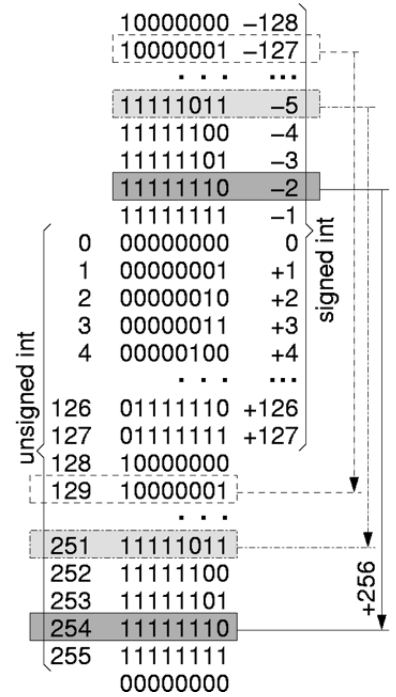 10000000 −128
10000001 −127
. . . ...
11111011 −5
11111100 −4
11111101 −3
11111110 −2
11111111 −1
0 00000000 0
1 00000001 +1
2 00000010 +2
3 00000011 +3
4 00000100 +4
. . . ...
126 01111110 +126
127 01111111 +127
128 10000000
129 10000001
. . .
251 11111011
252 11111100
253 11111101
254 11111110
255 11111111
00000000
unsigned int
signed int
+256